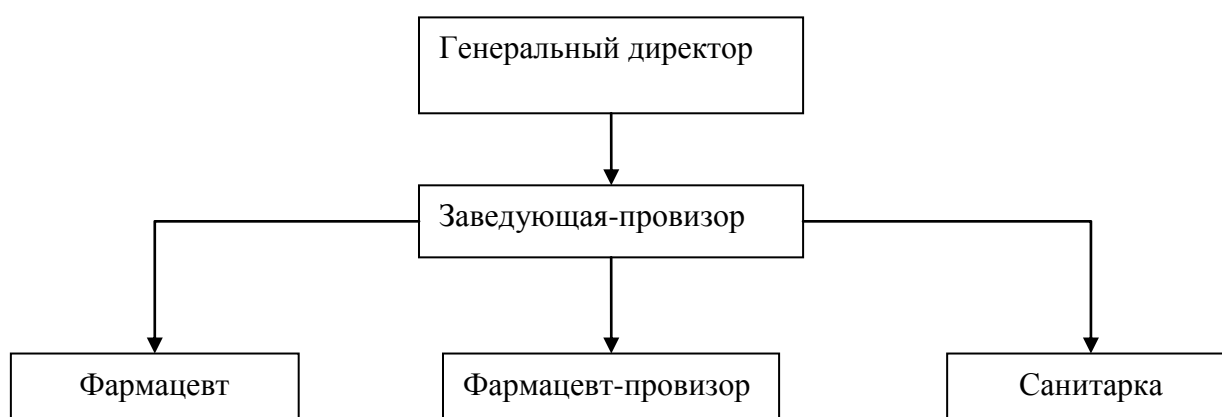 Генеральный директор
Заведующая-провизор
Фармацевт
Фармацевт-провизор
Санитарка